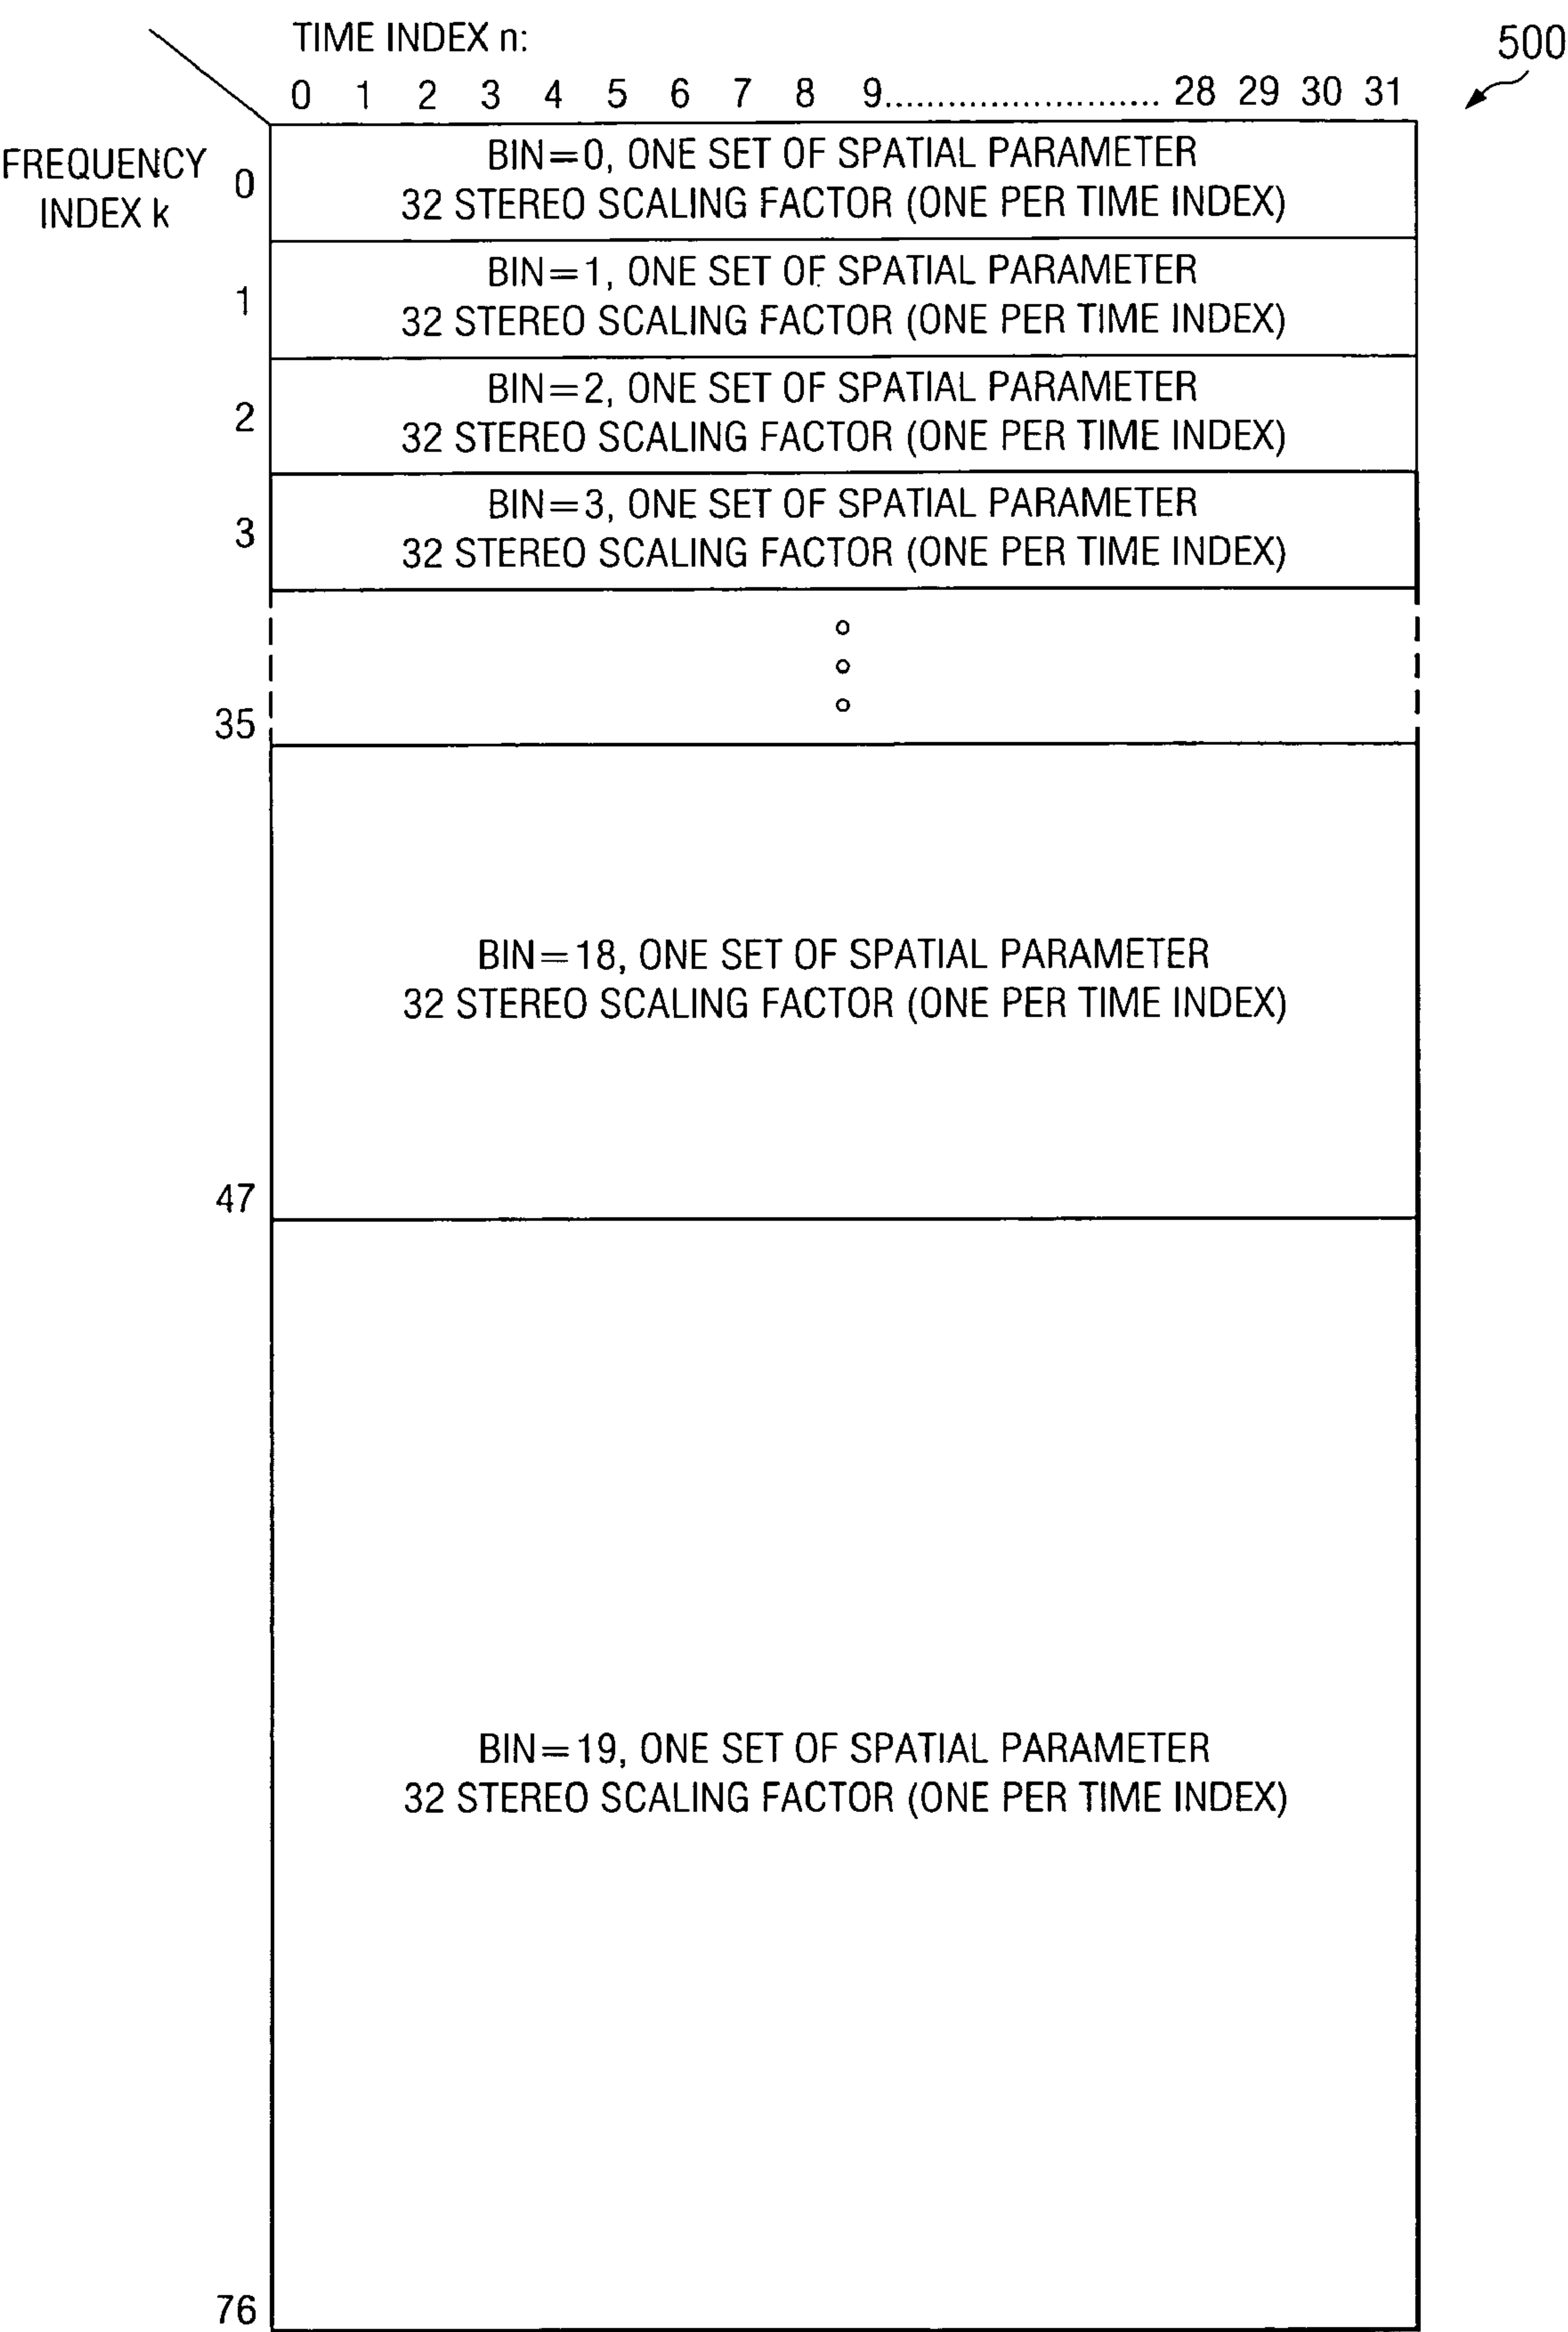 TIME INDEX n:
500
0 1 2 3 4 5 6 7 8 9......................... 28 29 30 31
FREQUENCY INDEX k
0
BIN=0, ONE SET OF SPATIAL PARAMETER
32 STEREO SCALING FACTOR (ONE PER TIME INDEX)
1
BIN=1, ONE SET OF SPATIAL PARAMETER
32 STEREO SCALING FACTOR (ONE PER TIME INDEX)
2
BIN=2, ONE SET OF SPATIAL PARAMETER
32 STEREO SCALING FACTOR (ONE PER TIME INDEX)
3
BIN=3, ONE SET OF SPATIAL PARAMETER
32 STEREO SCALING FACTOR (ONE PER TIME INDEX)
35
BIN=18, ONE SET OF SPATIAL PARAMETER
32 STEREO SCALING FACTOR (ONE PER TIME INDEX)
47
BIN=19, ONE SET OF SPATIAL PARAMETER
32 STEREO SCALING FACTOR (ONE PER TIME INDEX)
76